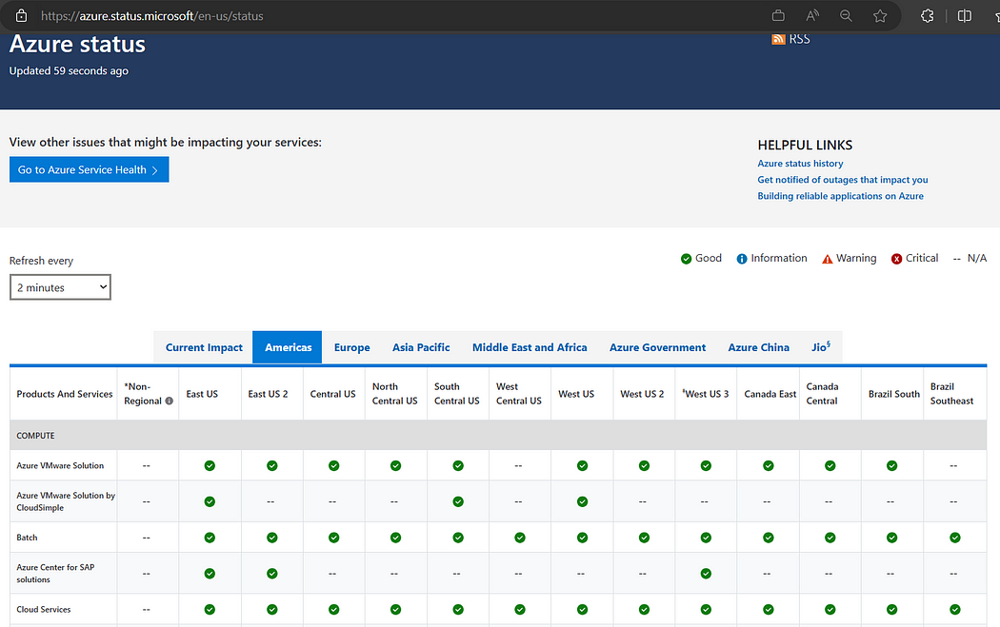 https://azure.status.microsoft/en-us/status
Azure status
RSS
Updated 59 seconds ago
View other issues that might be impacting your services:
Go to Azure Service Health
HELPFUL LINKS
Azure status history
Get notified of outages that impact you
Building reliable applications on Azure
Refresh every
2 minutes
Good Information Warning Critical -- N/A
Current Impact Americas Europe Asia Pacific Middle East and Africa Azure Government Azure China Jio§
Products And Services
*Non-
Regional
East US
East US 2
Central US
North
Central US
South
Central US
West
Central US
West US
West US 2
‡West US 3
Canada East
Canada
Central
Brazil South
Brazil
Southeast
COMPUTE
Azure VMware Solution -- -- --
Azure VMware Solution by
CloudSimple
-- -- -- -- -- -- -- -- -- -- --
Batch --
Azure Center for SAP
solutions
-- -- -- -- -- -- -- -- -- -- --
Cloud Services --